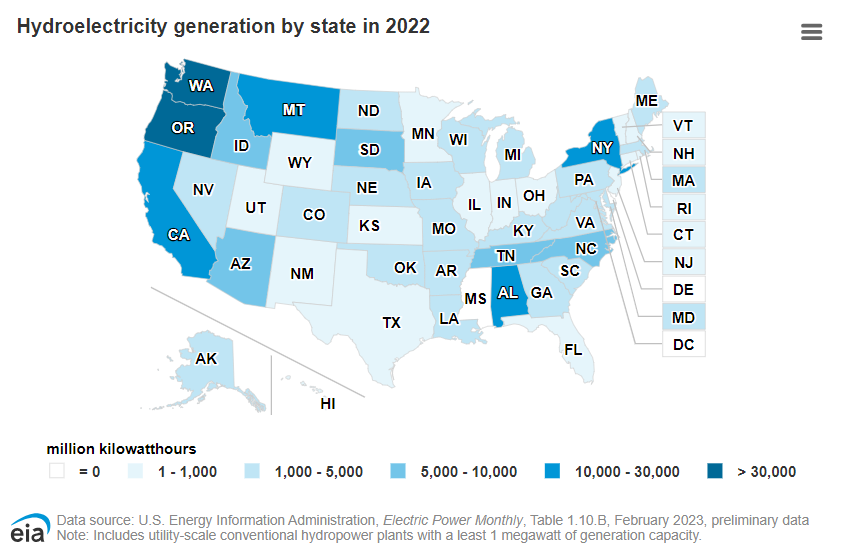 Hydroelectricity generation by state in 2022
WA
MT
ND
ME
OR
MN
VT
ID
SD
WI
NY
NH
WY
MI
MA
NV
NE
IA
PA
RI
UT
CO
IL
IN
OH
CT
CA
KS
MO
KY
VA
NJ
AZ
NM
OK
AR
TN
NC
DE
SC
MS
AL
GA
MD
TX
LA
DC
FL
AK
HI
million kilowatthours
= 0
1 - 1,000
1,000 - 5,000
5,000 - 10,000
10,000 - 30,000
> 30,000
eia
Data source: U.S. Energy Information Administration, Electric Power Monthly, Table 1.10.B, February 2023, preliminary data
Note: Includes utility-scale conventional hydropower plants with a least 1 megawatt of generation capacity.